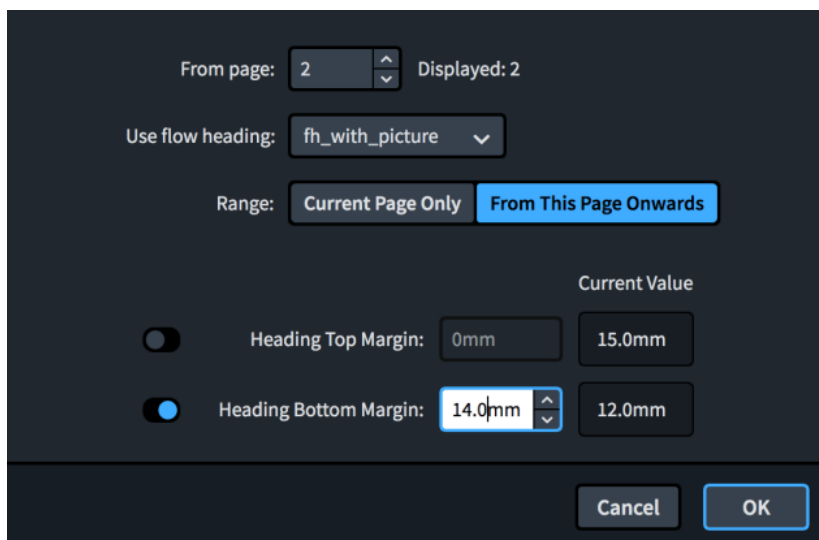 From page: 2 Displayed: 2
Use flow heading: fh_with_picture
Range: Current Page Only From This Page Onwards
Current Value
Heading Top Margin: 0mm 15.0mm
Heading Bottom Margin: 14.0mm 12.0mm
Cancel OK